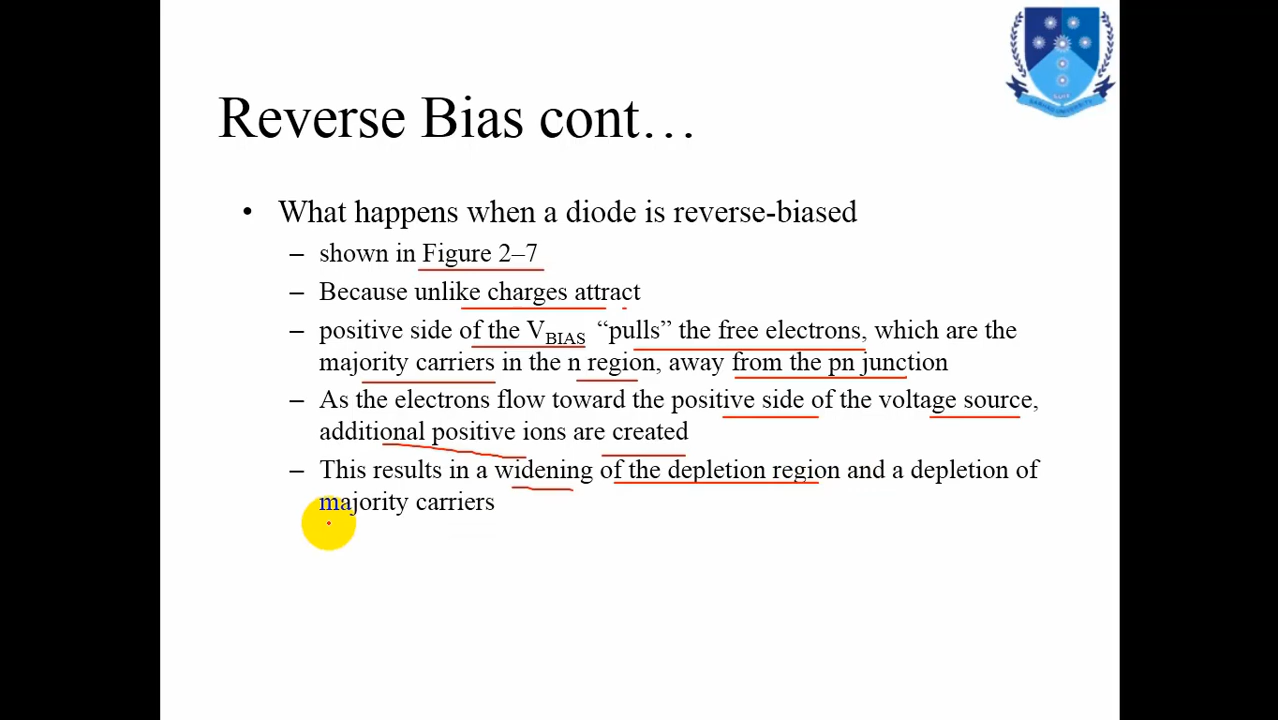 Reverse Bias cont…
• What happens when a diode is reverse-biased
– shown in Figure 2–7
– Because unlike charges attract
– positive side of the VBIAS “pulls” the free electrons, which are the
majority carriers in the n region, away from the pn junction
– As the electrons flow toward the positive side of the voltage source,
additional positive ions are created
– This results in a widening of the depletion region and a depletion of
majority carriers